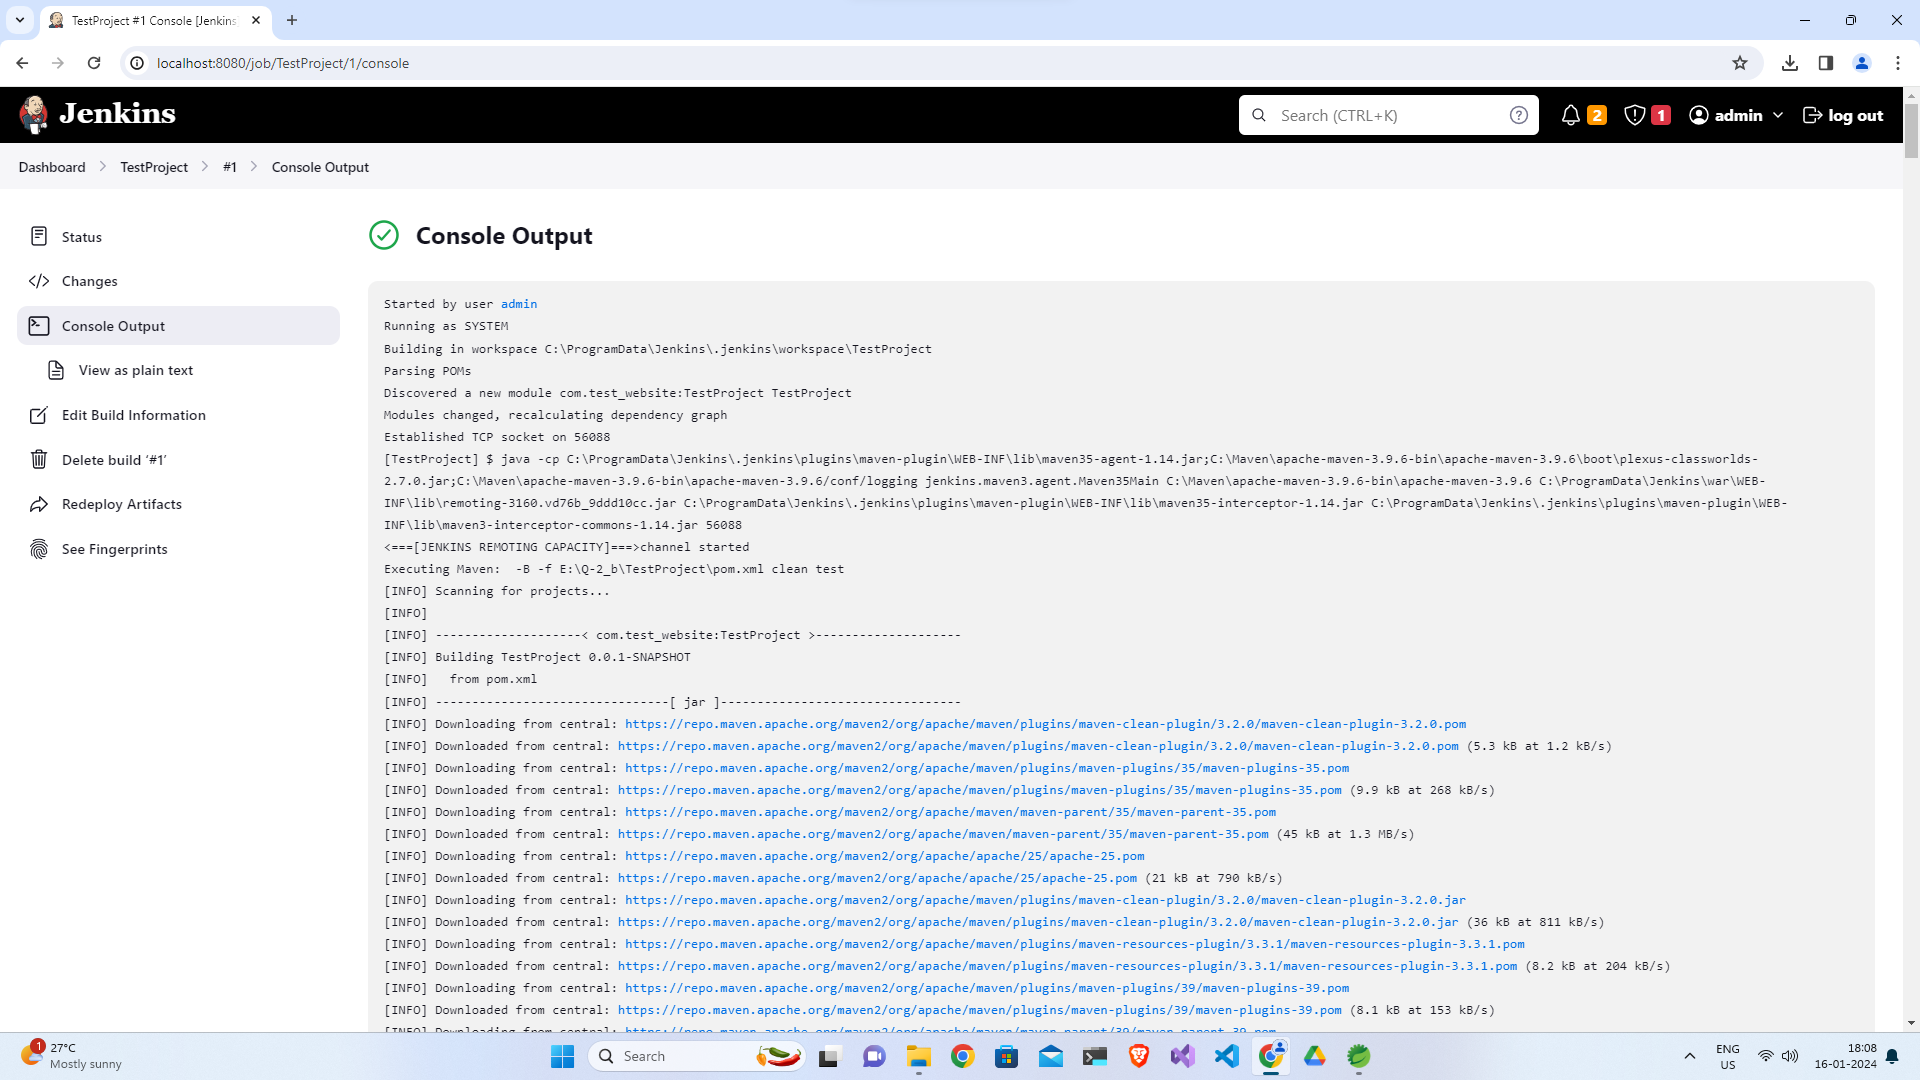 TestProject #1 Console [Jenkins
localhost:8080/job/TestProject/1/console
Jenkins
Search (CTRL+K)
2
1
admin
log out
Dashboard
TestProject
#1
Console Output
Status
Changes
Console Output
View as plain text
Edit Build Information
Delete build ‘#1’
Redeploy Artifacts
See Fingerprints
Console Output
Started by user admin
Running as SYSTEM
Building in workspace C:\ProgramData\Jenkins\.jenkins\workspace\TestProject
Parsing POMs
Discovered a new module com.test_website:TestProject TestProject
Modules changed, recalculating dependency graph
Established TCP socket on 56088
[TestProject] $ java -cp C:\ProgramData\Jenkins\.jenkins\plugins\maven-plugin\WEB-INF\lib\maven35-agent-1.14.jar;C:\Maven\apache-maven-3.9.6-bin\apache-maven-3.9.6\boot\plexus-classworlds-
2.7.0.jar;C:\Maven\apache-maven-3.9.6-bin\apache-maven-3.9.6/conf/logging jenkins.maven3.agent.Maven35Main C:\Maven\apache-maven-3.9.6-bin\apache-maven-3.9.6 C:\ProgramData\Jenkins\war\WEB-
INF\lib\remoting-3160.vd76b_9ddd10cc.jar C:\ProgramData\Jenkins\.jenkins\plugins\maven-plugin\WEB-INF\lib\maven35-interceptor-1.14.jar C:\ProgramData\Jenkins\.jenkins\plugins\maven-plugin\WEB-
INF\lib\maven3-interceptor-commons-1.14.jar 56088
<===[JENKINS REMOTING CAPACITY]===>channel started
Executing Maven:  -B -f E:\Q-2_b\TestProject\pom.xml clean test
[INFO] Scanning for projects...
[INFO]
[INFO] --------------------< com.test_website:TestProject >--------------------
[INFO] Building TestProject 0.0.1-SNAPSHOT
[INFO]   from pom.xml
[INFO] --------------------------------[ jar ]---------------------------------
[INFO] Downloading from central: https://repo.maven.apache.org/maven2/org/apache/maven/plugins/maven-clean-plugin/3.2.0/maven-clean-plugin-3.2.0.pom
[INFO] Downloaded from central: https://repo.maven.apache.org/maven2/org/apache/maven/plugins/maven-clean-plugin/3.2.0/maven-clean-plugin-3.2.0.pom (5.3 kB at 1.2 kB/s)
[INFO] Downloading from central: https://repo.maven.apache.org/maven2/org/apache/maven/plugins/maven-plugins/35/maven-plugins-35.pom
[INFO] Downloaded from central: https://repo.maven.apache.org/maven2/org/apache/maven/plugins/maven-plugins/35/maven-plugins-35.pom (9.9 kB at 268 kB/s)
[INFO] Downloading from central: https://repo.maven.apache.org/maven2/org/apache/maven/maven-parent/35/maven-parent-35.pom
[INFO] Downloaded from central: https://repo.maven.apache.org/maven2/org/apache/maven/maven-parent/35/maven-parent-35.pom (45 kB at 1.3 MB/s)
[INFO] Downloading from central: https://repo.maven.apache.org/maven2/org/apache/apache/25/apache-25.pom
[INFO] Downloaded from central: https://repo.maven.apache.org/maven2/org/apache/apache/25/apache-25.pom (21 kB at 790 kB/s)
[INFO] Downloading from central: https://repo.maven.apache.org/maven2/org/apache/maven/plugins/maven-clean-plugin/3.2.0/maven-clean-plugin-3.2.0.jar
[INFO] Downloaded from central: https://repo.maven.apache.org/maven2/org/apache/maven/plugins/maven-clean-plugin/3.2.0/maven-clean-plugin-3.2.0.jar (36 kB at 811 kB/s)
[INFO] Downloading from central: https://repo.maven.apache.org/maven2/org/apache/maven/plugins/maven-resources-plugin/3.3.1/maven-resources-plugin-3.3.1.pom
[INFO] Downloaded from central: https://repo.maven.apache.org/maven2/org/apache/maven/plugins/maven-resources-plugin/3.3.1/maven-resources-plugin-3.3.1.pom (8.2 kB at 204 kB/s)
[INFO] Downloading from central: https://repo.maven.apache.org/maven2/org/apache/maven/plugins/maven-plugins/39/maven-plugins-39.pom
[INFO] Downloaded from central: https://repo.maven.apache.org/maven2/org/apache/maven/plugins/maven-plugins/39/maven-plugins-39.pom (8.1 kB at 153 kB/s)
[INFO] Downloading from central: https://repo.maven.apache.org/maven2/org/apache/maven/maven-parent/39/maven-parent-39.pom
1
27°C
Mostly sunny
Search
ENG
US
18:08
16-01-2024